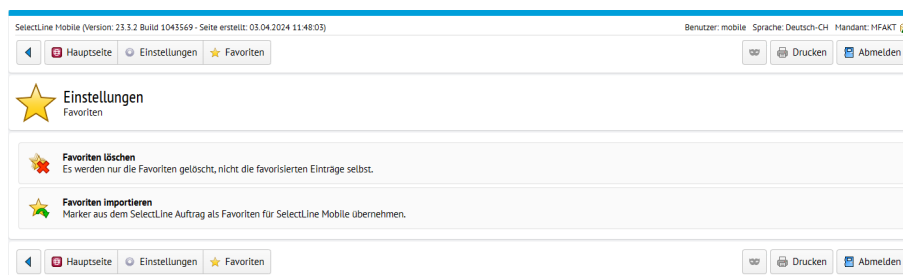 SelectLine Mobile (Version: 23.3.2 Build 1043569 - Seite erstellt: 03.04.2024 11:48:03) Benutzer: mobile Sprache: Deutsch-CH Mandant: MFAKT
Hauptseite Einstellungen Favoriten Drucken Abmelden
Einstellungen
Favoriten
Favoriten löschen
Es werden nur die Favoriten gelöscht, nicht die favorisierten Einträge selbst.
Favoriten importieren
Marker aus dem SelectLine Auftrag als Favoriten für SelectLine Mobile übernehmen.
Hauptseite Einstellungen Favoriten Drucken Abmelden